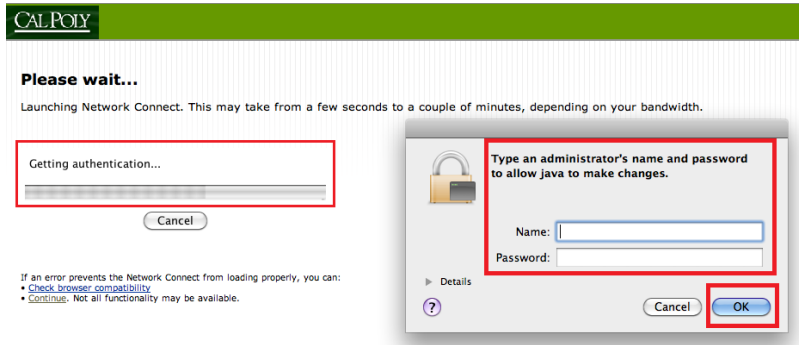 CAL POLY
Please wait...
Launching Network Connect. This may take from a few seconds to a couple of minutes, depending on your bandwidth.
Getting authentication...
Cancel
If an error prevents the Network Connect from loading properly, you can:
• Check browser compatibility
• Continue. Not all functionality may be available.
Type an administrator's name and password
to allow java to make changes.
Name:
Password:
Details
?
Cancel
OK